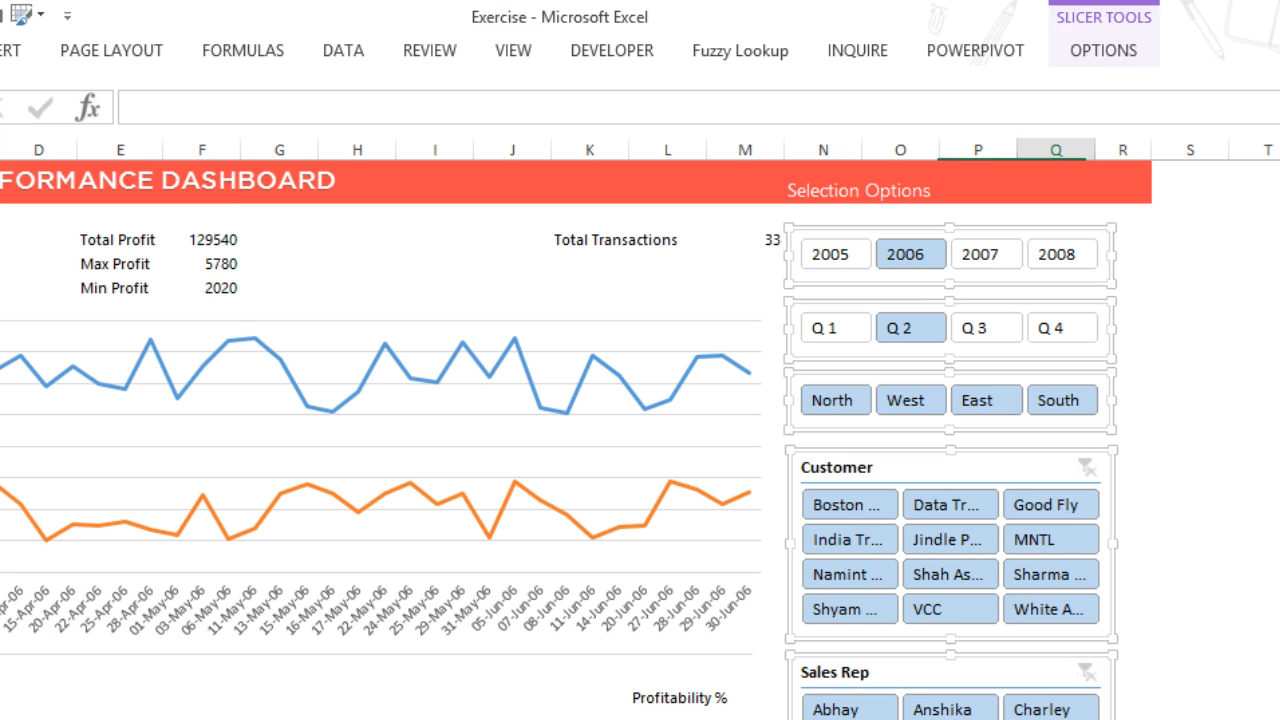 Exercise - Microsoft Excel
SLICER TOOLS
ERT PAGE LAYOUT FORMULAS DATA REVIEW VIEW DEVELOPER Fuzzy Lookup INQUIRE POWERPIVOT OPTIONS
fx
D E F G H I J K L M N O P Q R S T
FORMANCE DASHBOARD
Selection Options
Total Profit 129540 Total Transactions 33
Max Profit 5780
Min Profit 2020
2005 2006 2007 2008
Q 1 Q 2 Q 3 Q 4
North West East South
Customer
Boston ... Data Tr... Good Fly
India Tr... Jindle P... MNTL
Namint ... Shah As... Sharma ...
Shyam ... VCC White A...
pr-06 15-Apr-06 20-Apr-06 22-Apr-06 25-Apr-06 28-Apr-06 01-May-06 03-May-06 06-May-06 11-May-06 13-May-06 15-May-06 16-May-06 17-May-06 22-May-06 24-May-06 25-May-06 29-May-06 31-May-06 05-Jun-06 07-Jun-06 08-Jun-06 11-Jun-06 14-Jun-06 20-Jun-06 27-Jun-06 28-Jun-06 29-Jun-06 30-Jun-06
Sales Rep
Profitability %
Abhay Anshika Charley